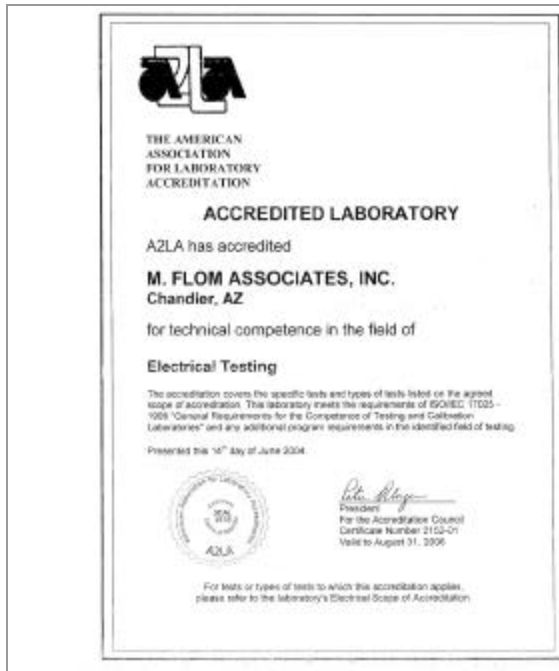 THE AMERICAN
ASSOCIATION
FOR LABORATORY
ACCREDITATION
ACCREDITED LABORATORY
A2LA has accredited
M. FLOM ASSOCIATES, INC.
Chandler, AZ
for technical competence in the field of
Electrical Testing
The accreditation covers the specific tests and types of tests listed on the agreed
scope of accreditation. This laboratory meets the requirements of ISO/IEC 17025 -
1999 "General Requirements for the Competence of Testing and Calibration
Laboratories" and any additional program requirements in the identified field of testing.
Presented this 14th day of June 2004.
President
For the Accreditation Council
Certificate Number 2152-01
Valid to August 31, 2006
A2LA
For tests or types of tests to which this accreditation applies,
please refer to the laboratory's Electrical Scope of Accreditation